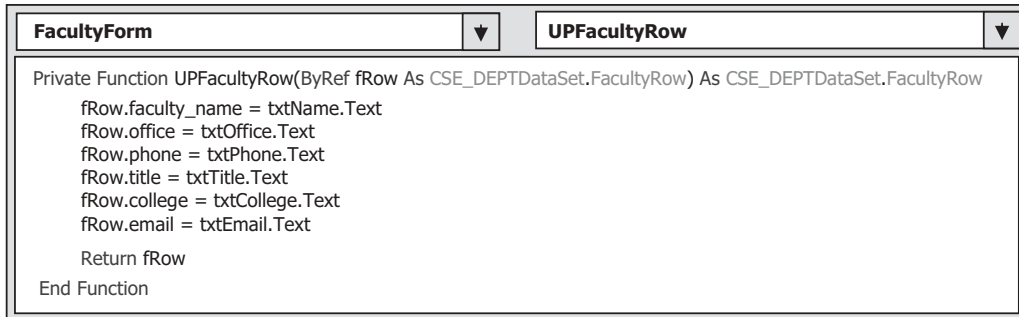 FacultyForm
UPFacultyRow
Private Function UPFacultyRow(ByRef fRow As CSE_DEPTDataSet.FacultyRow) As CSE_DEPTDataSet.FacultyRow
fRow.faculty_name = txtName.Text
fRow.office = txtOffice.Text
fRow.phone = txtPhone.Text
fRow.title = txtTitle.Text
fRow.college = txtCollege.Text
fRow.email = txtEmail.Text
Return fRow
End Function